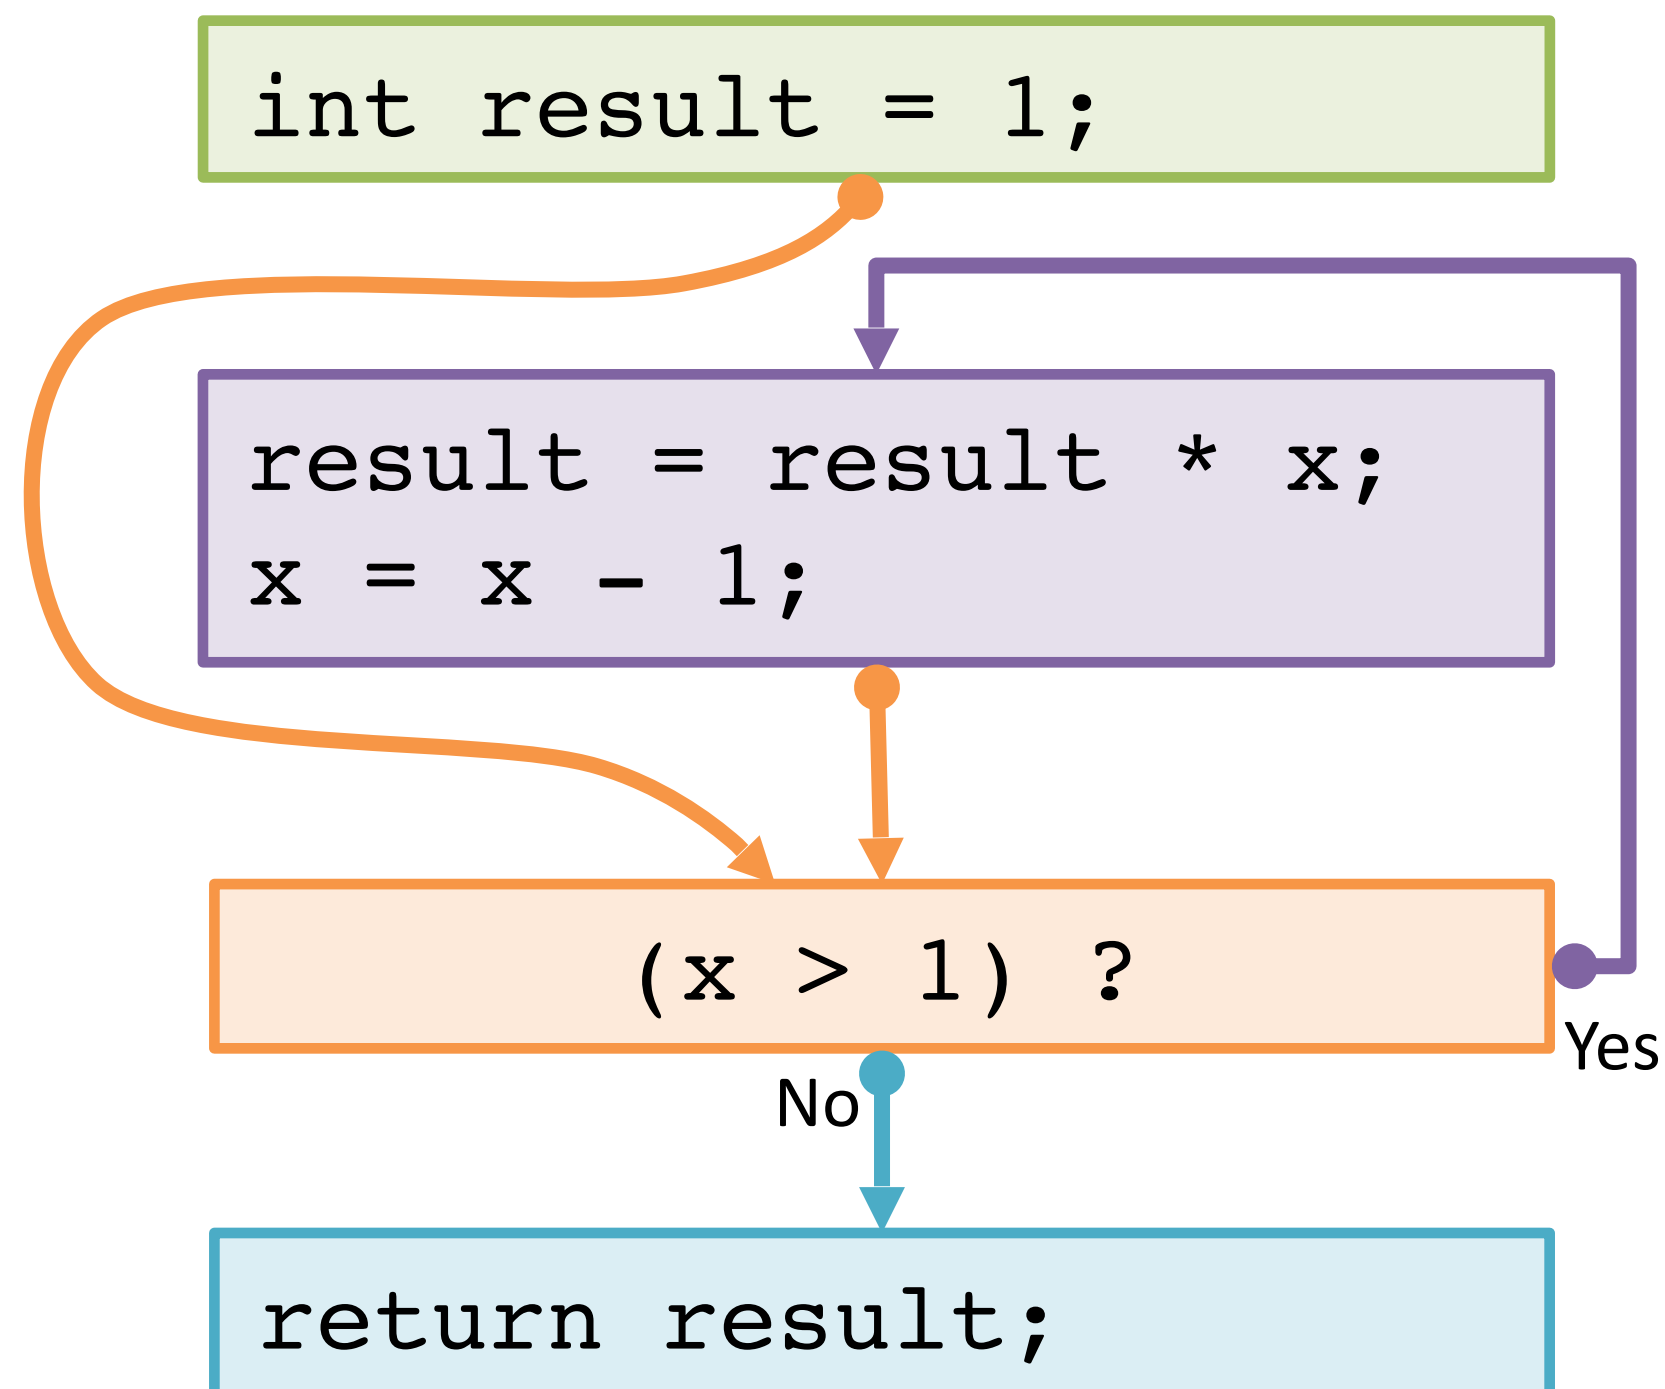 int result = 1;
result = result * x;
x = x - 1;
(x > 1) ?
Yes
No
return result;